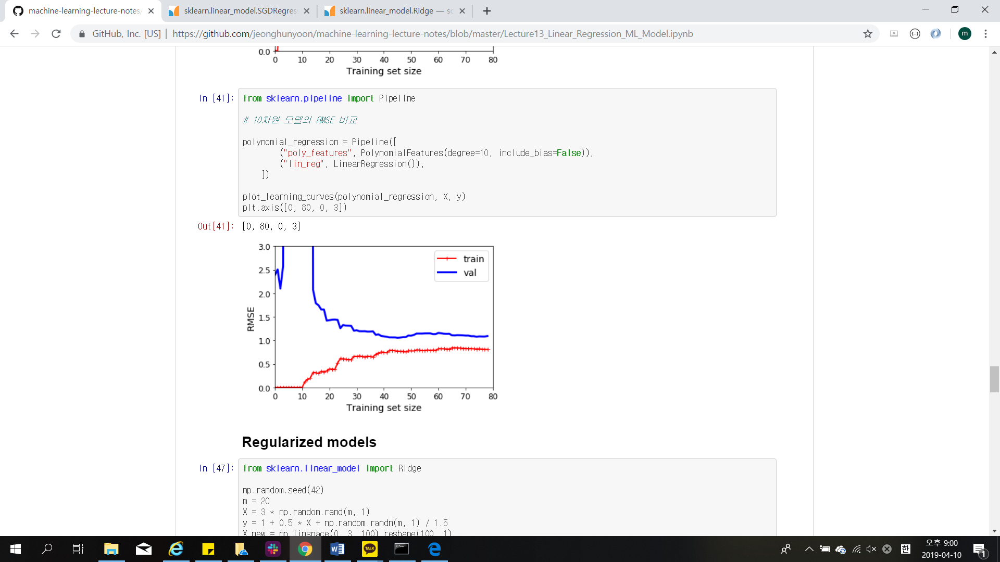 machine-learning-lecture-notes/
sklearn.linear_model.SGDRegres
sklearn.linear_model.Ridge — sc
GitHub, Inc. [US] | https://github.com/jeonghunyoon/machine-learning-lecture-notes/blob/master/Lecture13_Linear_Regression_ML_Model.ipynb
m
0.0
0 10 20 30 40 50 60 70 80
Training set size
In [41]:
from sklearn.pipeline import Pipeline
# 10차원 모델의 RMSE 비교
polynomial_regression = Pipeline([
("poly_features", PolynomialFeatures(degree=10, include_bias=False)),
("lin_reg", LinearRegression()),
])
plot_learning_curves(polynomial_regression, X, y)
plt.axis([0, 80, 0, 3])
Out[41]: [0, 80, 0, 3]
3.0
2.5
2.0
1.5
1.0
0.5
0.0
RMSE
train
val
0 10 20 30 40 50 60 70 80
Training set size
Regularized models
In [47]:
from sklearn.linear_model import Ridge
np.random.seed(42)
m = 20
X = 3 * np.random.rand(m, 1)
y = 1 + 0.5 * X + np.random.randn(m, 1) / 1.5
X_new = np.linspace(0, 3, 100).reshape(100, 1)
TALK
한
오후 9:00
2019-04-10
1